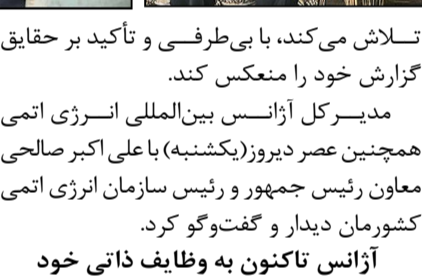 تلاش می‌کند، با بی‌طرفی و تأکید بر حقایق
گزارش خود را منعکس کند.
مدیرکل آژانس بین‌المللی انرژی اتمی
همچنین عصر دیروز(یکشنبه) با علی اکبر صالحی
معاون رئیس جمهور و رئیس سازمان انرژی اتمی
کشورمان دیدار و گفت‌وگو کرد.
آژانس تاکنون به وظایف ذاتی خود